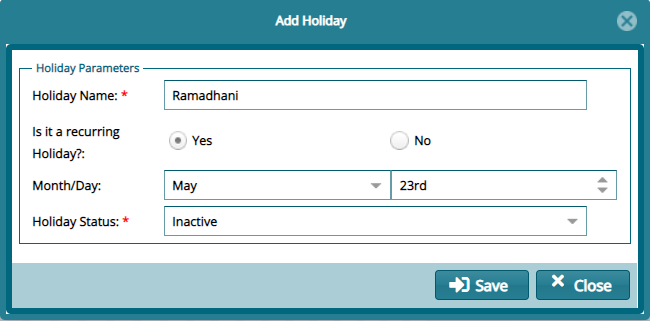 Add Holiday
Holiday Parameters
Holiday Name: *
Ramadhani
Is it a recurring
Holiday?:
Yes
No
Month/Day:
May
23rd
Holiday Status: *
Inactive
Save
Close